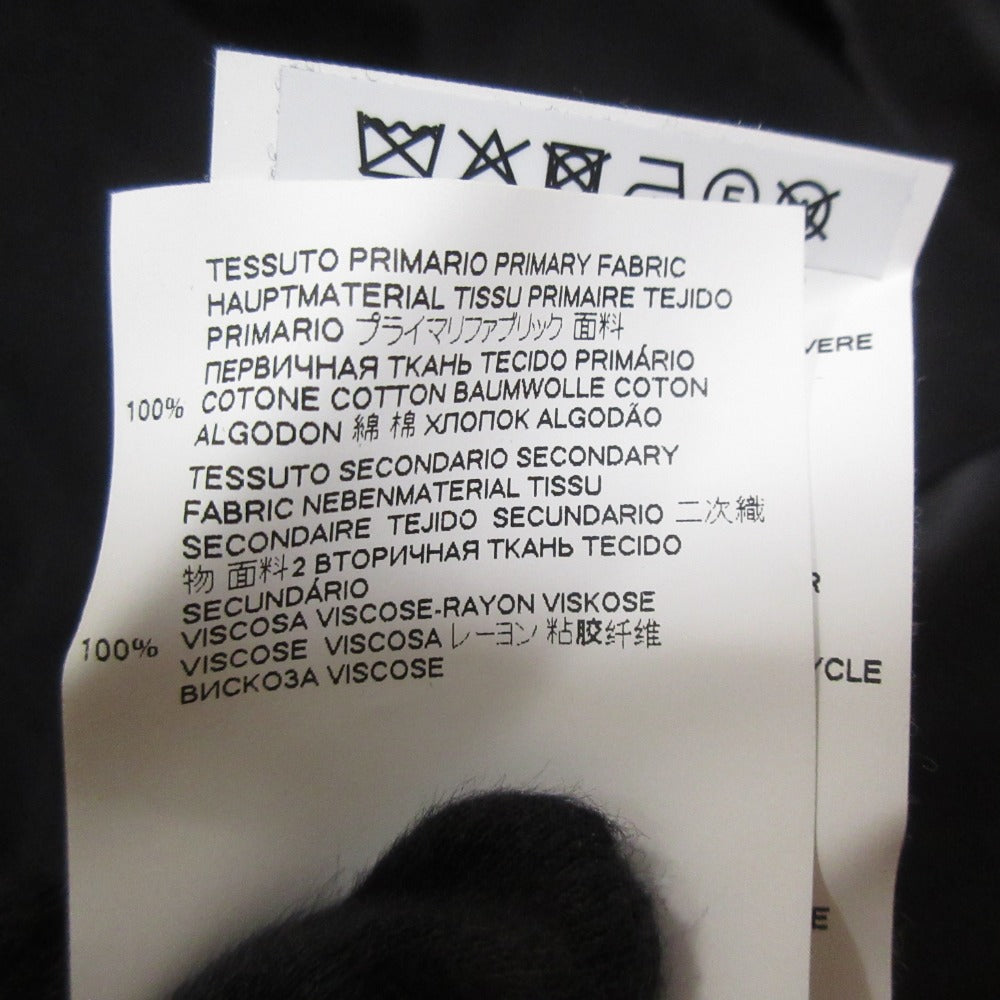 TESSUTO PRIMARIO PRIMARY FABRIC
HAUPTMATERIAL TISSU PRIMAIRE TEJIDO
PRIMARIO プライマリファブリック 面料
ПЕРВИЧНАЯ ТКАНЬ TECIDO PRIMÁRIO
100% COTONE COTTON BAUMWOLLE COTON
ALGODON 綿 棉 ХЛОПОК ALGODÃO
TESSUTO SECONDARIO SECONDARY
FABRIC NEBENMATERIAL TISSU
SECONDAIRE TEJIDO SECUNDARIO 二次織
物 面料2 ВТОРИЧНАЯ ТКАНЬ TECIDO
SECUNDÁRIO
100% VISCOSA VISCOSE-RAYON VISKOSE
VISCOSE VISCOSA レーヨン 粘胶纤维
ВИСКОЗА VISCOSE